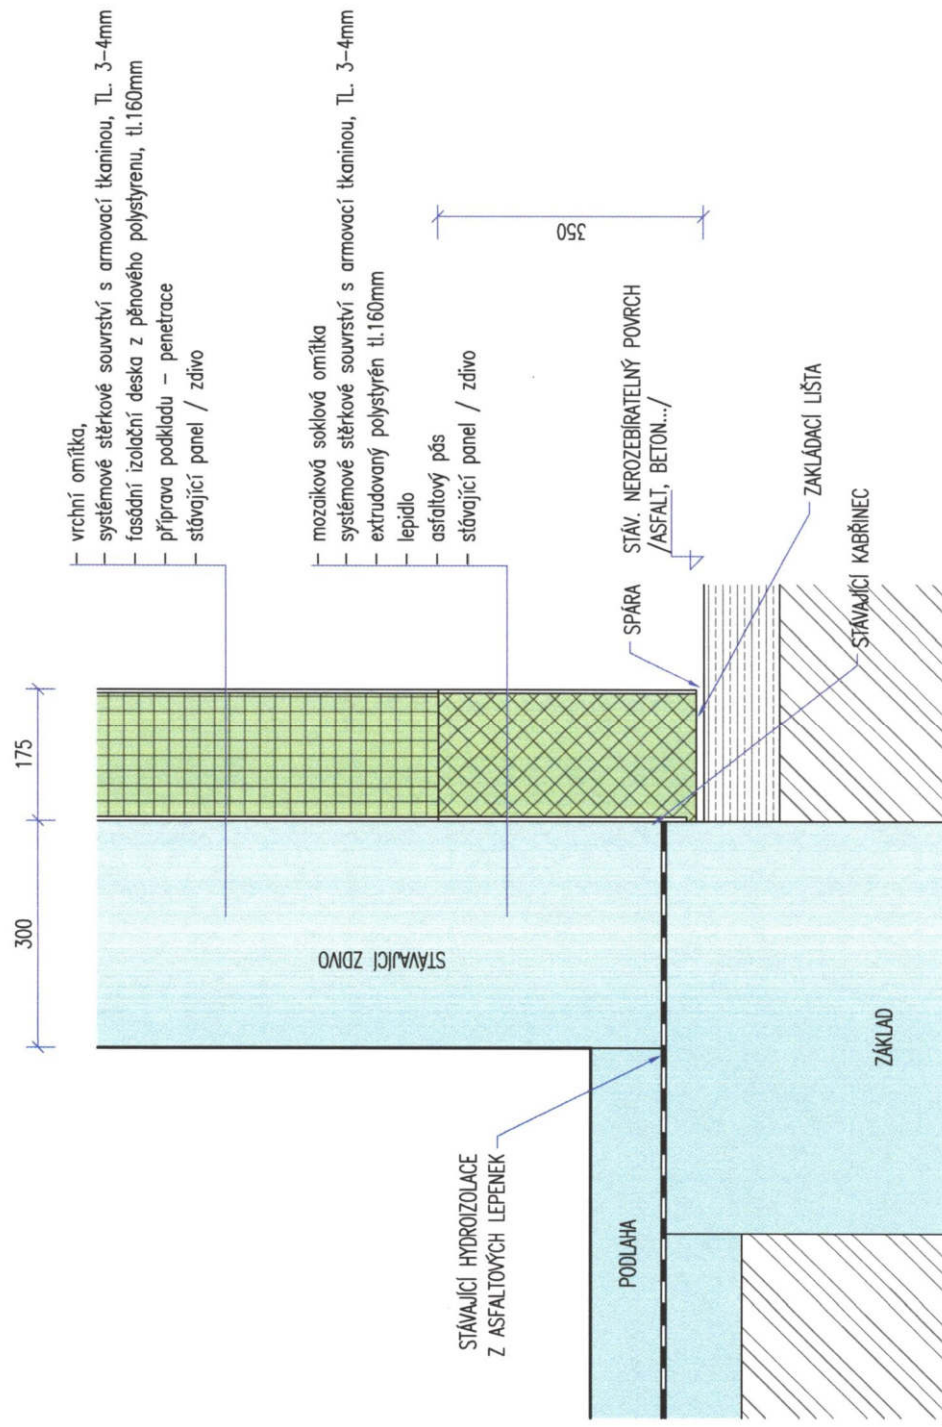 – vrchní omítka,
– systémové stěrkové souvrství s armovací tkaninou, TL. 3–4mm
– fasádní izolační deska z pěnového polystyrenu, tl.160mm
– příprava podkladu – penetrace
– stávající panel / zdivo
– mozaiková soklová omítka
– systémové stěrkové souvrství s armovací tkaninou, TL. 3–4mm
– extrudovaný polystyrén tl.160mm
– lepidlo
– asfaltový pás
– stávající panel / zdivo
300
175
350
STÁVAJÍCÍ ZDIVO
SPÁRA
STÁV. NEROZEBÍRATELNÝ POVRCH
/ASFALT, BETON.../
ZAKLÁDACÍ LIŠTA
STÁVAJÍCÍ KABŘINEC
STÁVAJÍCÍ HYDROIZOLACE
Z ASFALTOVÝCH LEPENEK
PODLAHA
ZÁKLAD